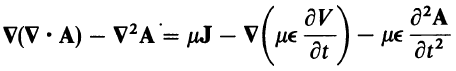 ∇(∇ · A) − ∇²A = μJ − ∇(με ∂V/∂t) − με ∂²A/∂t²